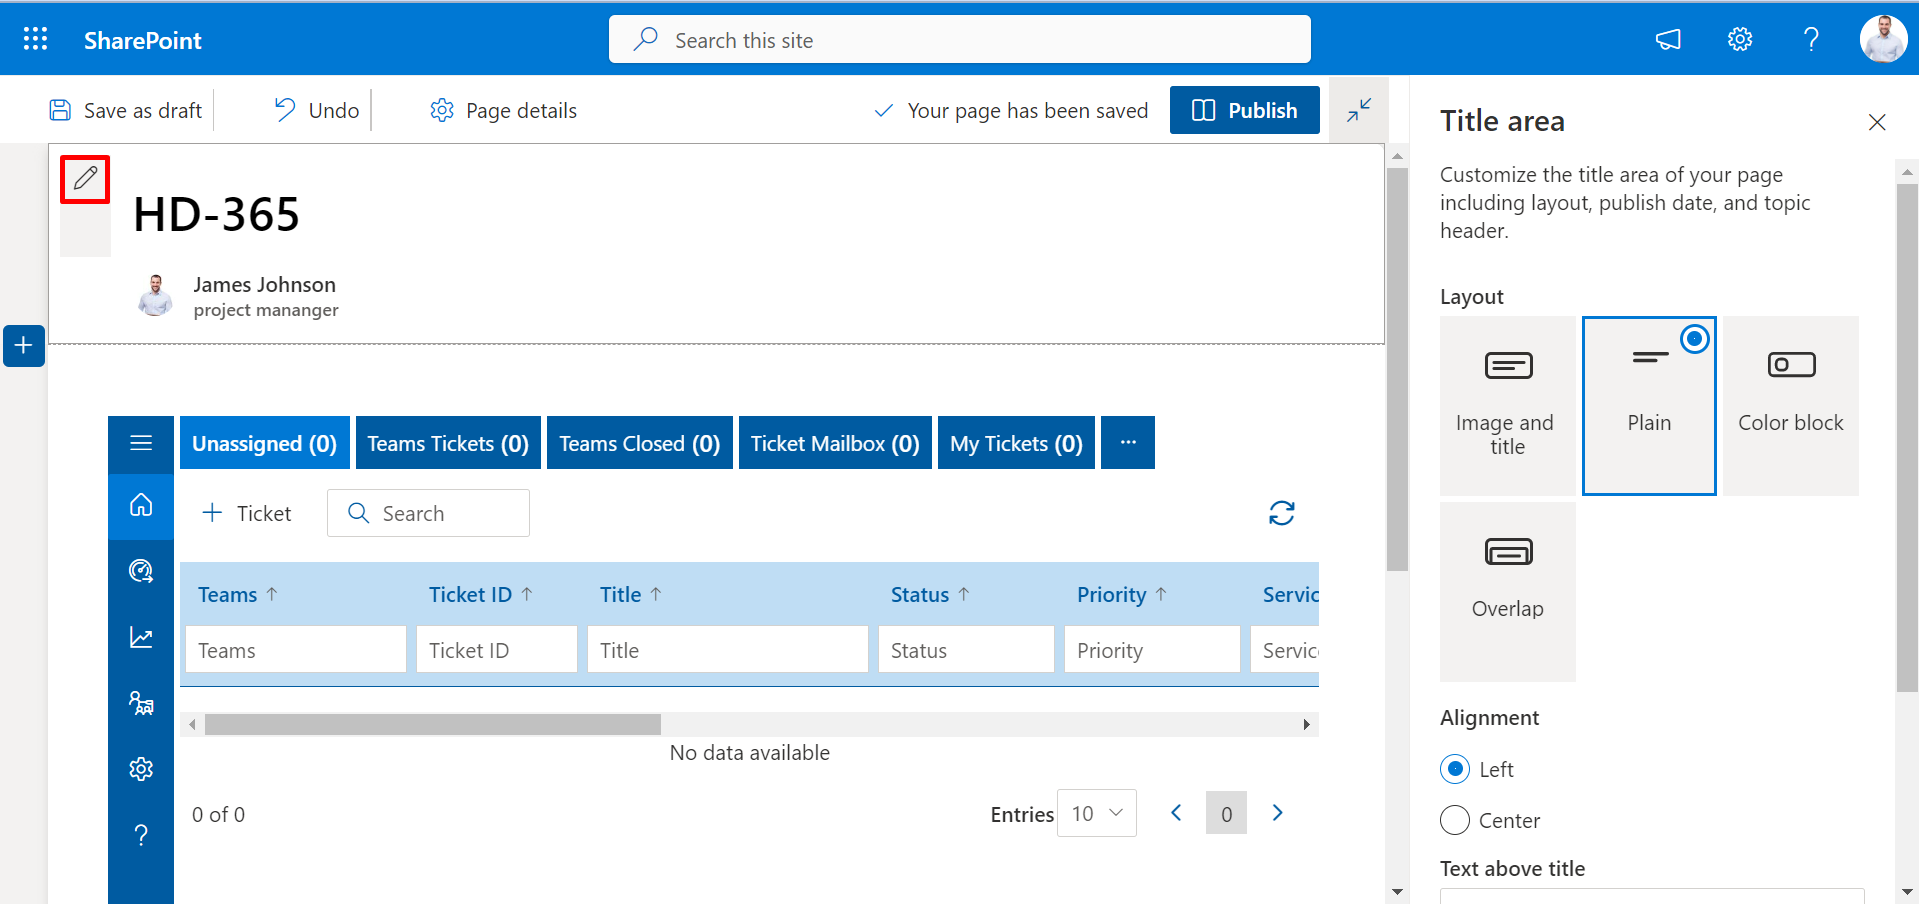 SharePoint
Search this site
Save as draft
Undo
Page details
Your page has been saved
Publish
HD-365
James Johnson
project mananger
Unassigned (0)
Teams Tickets (0)
Teams Closed (0)
Ticket Mailbox (0)
My Tickets (0)
Ticket
Search
Teams
Ticket ID
Title
Status
Priority
Servic
Teams
Ticket ID
Title
Status
Priority
Servic
No data available
0 of 0
Entries
10
0
Title area
Customize the title area of your page
including layout, publish date, and topic
header.
Layout
Image and
title
Plain
Color block
Overlap
Alignment
Left
Center
Text above title